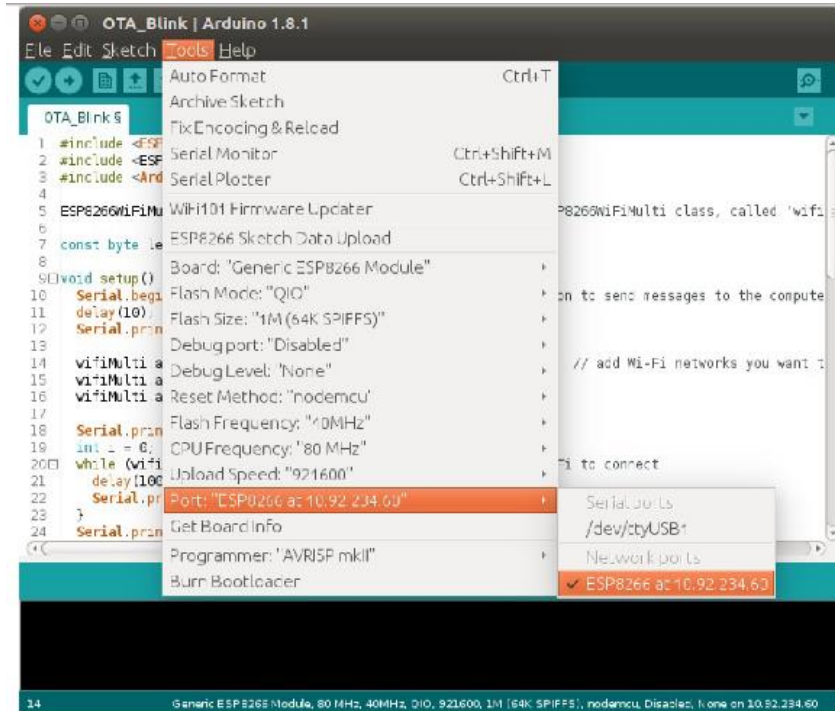 OTA_Blink | Arduino 1.8.1
File Edit Sketch Tools Help
OTA_Blink §
Auto Format Ctrl+T
Archive Sketch
Fix Encoding & Reload
Serial Monitor Ctrl+Shift+M
Serial Plotter Ctrl+Shift+L
WiFi101 Firmware Updater
ESP8266 Sketch Data Upload
Board: "Generic ESP8266 Module"
Flash Mode: "QIO"
Flash Size: "1M (64K SPIFFS)"
Debug port: "Disabled"
Debug Level: "None"
Reset Method: "nodemcu"
Flash Frequency: "40MHz"
CPU Frequency: "80 MHz"
Upload Speed: "921600"
Port: "ESP8266 at 10.92.234.60"
Get Board Info
Programmer: "AVRISP mkII"
Burn Bootloader
Serial ports
/dev/ttyUSB1
Network ports
ESP8266 at 10.92.234.60
1 #include <ESP
2 #include <ESP
3 #include <Ard
4
5 ESP8266WiFiMu P8266WiFiMulti class, called 'wifi
6
7 const byte le
8
9 void setup()
10 Serial.begi on to send messages to the compute
11 delay(10)
12 Serial.prin
13
14 wifiMulti.a // add Wi-Fi networks you want t
15 wifiMulti.a
16 wifiMulti.a
17
18 Serial.prin
19 int i = 0;
20 while (wifi Fi to connect
21 delay(100
22 Serial.pr
23 }
24 Serial.prin
14 Generic ESP8266 Module, 80 MHz, 40MHz, QIO, 921600, 1M (64K SPIFFS), nodemcu, Disabled, None on 10.92.234.60